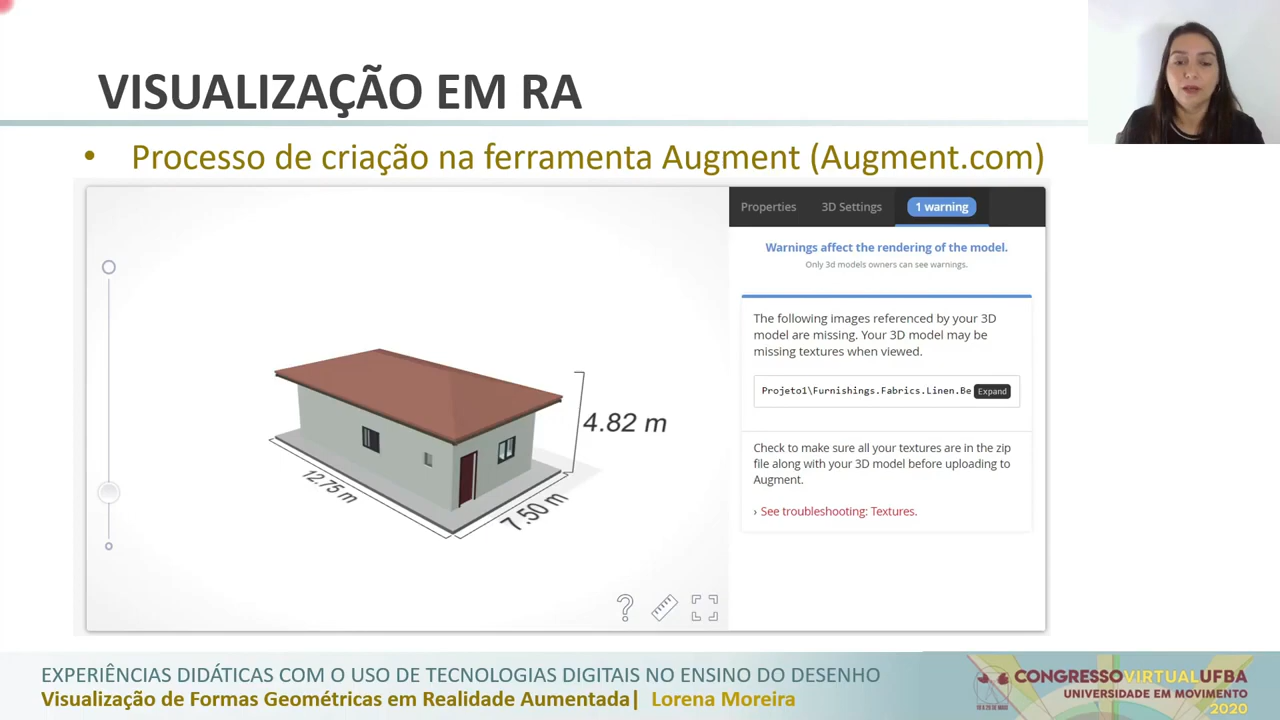 VISUALIZAÇÃO EM RA
• Processo de criação na ferramenta Augment (Augment.com)
Properties 3D Settings 1 warning
Warnings affect the rendering of the model.
Only 3d models owners can see warnings.
The following images referenced by your 3D
model are missing. Your 3D model may be
missing textures when viewed.
Projeto1\Furnishings.Fabrics.Linen.Be Expand
Check to make sure all your textures are in the zip
file along with your 3D model before uploading to
Augment.
› See troubleshooting: Textures.
4.82 m
12.75 m
7.50 m
?
EXPERIÊNCIAS DIDÁTICAS COM O USO DE TECNOLOGIAS DIGITAIS NO ENSINO DO DESENHO
Visualização de Formas Geométricas em Realidade Aumentada| Lorena Moreira
CONGRESSOVIRTUALUFBA
UNIVERSIDADE EM MOVIMENTO
2020